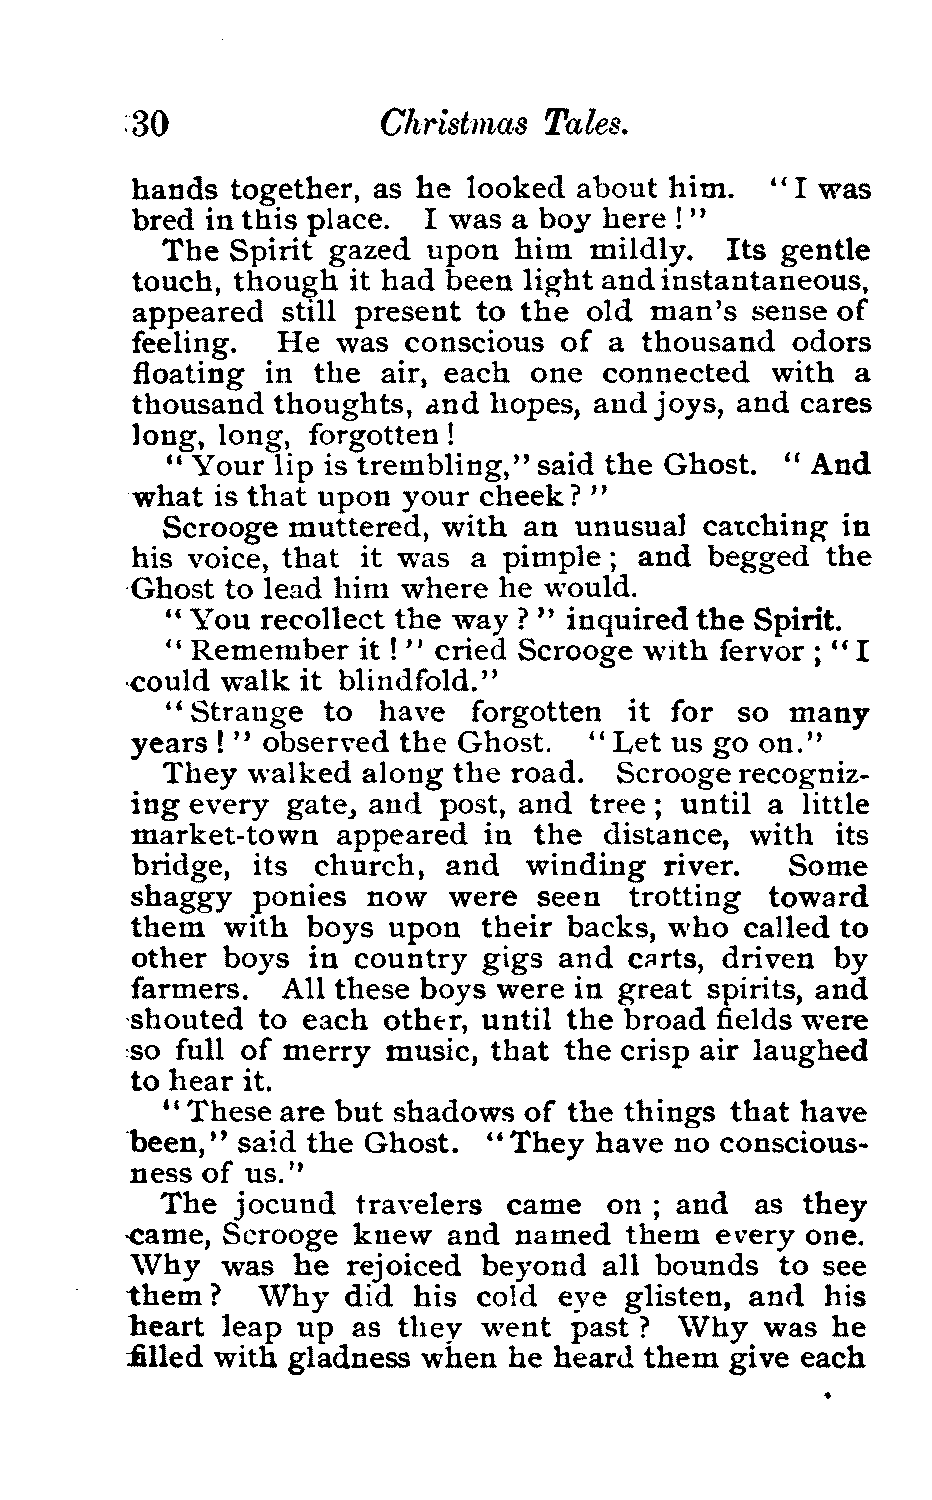 30 Christmas Tales.
hands together, as he looked about him. "I was
bred in this place. I was a boy here!"
The Spirit gazed upon him mildly. Its gentle
touch, though it had been light and instantaneous,
appeared still present to the old man's sense of
feeling. He was conscious of a thousand odors
floating in the air, each one connected with a
thousand thoughts, and hopes, and joys, and cares
long, long, forgotten!
"Your lip is trembling," said the Ghost. "And
what is that upon your cheek?"
Scrooge muttered, with an unusual catching in
his voice, that it was a pimple; and begged the
Ghost to lead him where he would.
"You recollect the way?" inquired the Spirit.
"Remember it!" cried Scrooge with fervor; "I
could walk it blindfold."
"Strange to have forgotten it for so many
years!" observed the Ghost. "Let us go on."
They walked along the road. Scrooge recogniz-
ing every gate, and post, and tree; until a little
market-town appeared in the distance, with its
bridge, its church, and winding river. Some
shaggy ponies now were seen trotting toward
them with boys upon their backs, who called to
other boys in country gigs and carts, driven by
farmers. All these boys were in great spirits, and
shouted to each other, until the broad fields were
so full of merry music, that the crisp air laughed
to hear it.
"These are but shadows of the things that have
been," said the Ghost. "They have no conscious-
ness of us."
The jocund travelers came on; and as they
came, Scrooge knew and named them every one.
Why was he rejoiced beyond all bounds to see
them? Why did his cold eye glisten, and his
heart leap up as they went past? Why was he
filled with gladness when he heard them give each